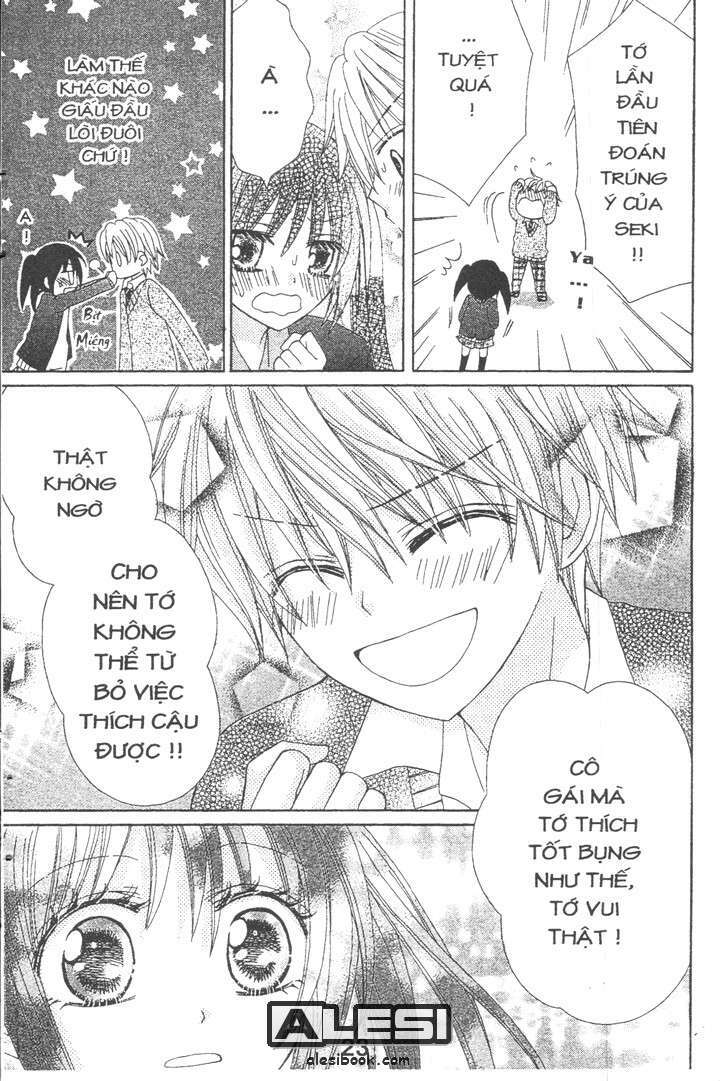 TỚ
LẦN
ĐẦU
TIÊN
ĐOÁN
TRÚNG
Ý CỦA
SEKI
!!
...
TUYỆT
QUÁ
!
Ya
...
!
À
...
LÀM THẾ
KHÁC NÀO
GIẤU ĐẦU
LÒI ĐUÔI
CHỨ !
Ạ
!
Bịt
Miệng
CÔ
GÁI MÀ
TỚ THÍCH
TỐT BỤNG
NHƯ THẾ,
TỚ VUI
THẬT !
THẬT
KHÔNG
NGỜ
CHO
NÊN TỚ
KHÔNG
THỂ TỪ
BỎ VIỆC
THÍCH CẬU
ĐƯỢC !!
ALESI
23
alesibook.com